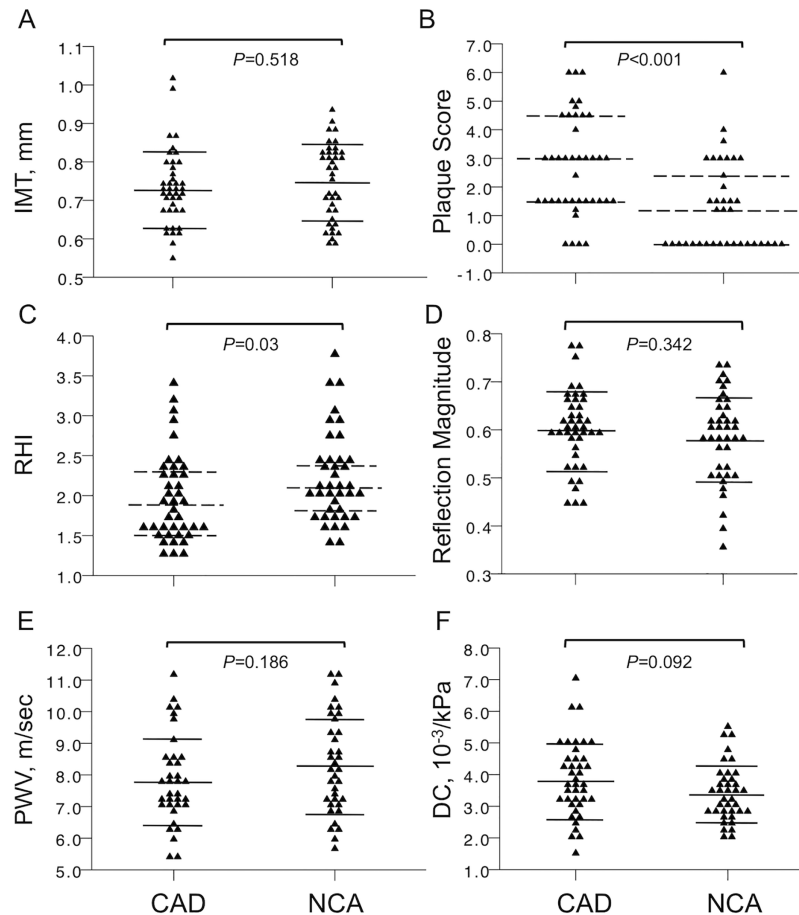 A
P=0.518
IMT, mm
1.1
1.0
0.9
0.8
0.7
0.6
0.5
B
P<0.001
Plaque Score
7.0
6.0
5.0
4.0
3.0
2.0
1.0
0.0
-1.0
C
P=0.03
RHI
4.0
3.5
3.0
2.5
2.0
1.5
1.0
D
P=0.342
Reflection Magnitude
0.8
0.7
0.6
0.5
0.4
0.3
E
P=0.186
PWV, m/sec
12.0
11.0
10.0
9.0
8.0
7.0
6.0
5.0
CAD NCA
F
P=0.092
DC, 10⁻³/kPa
8.0
7.0
6.0
5.0
4.0
3.0
2.0
1.0
CAD NCA